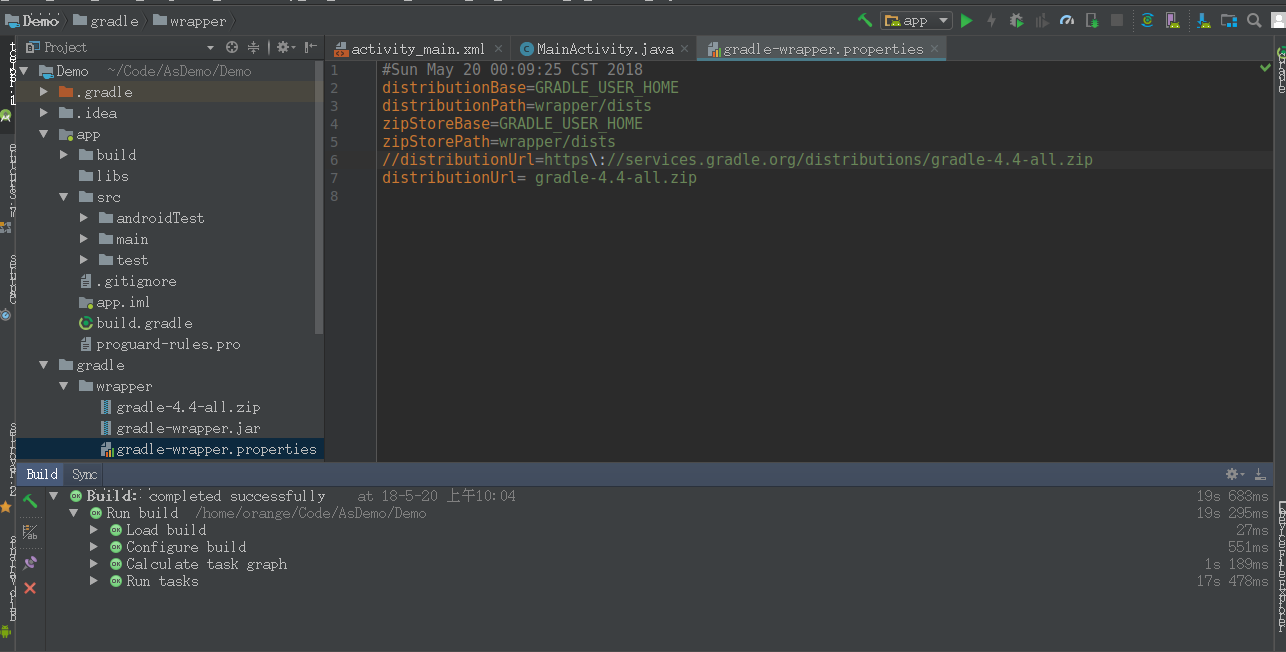 Demo gradle wrapper app
Project activity_main.xml MainActivity.java gradle-wrapper.properties
Demo ~/Code/AsDemo/Demo
.gradle
.idea
app
build
libs
src
androidTest
main
test
.gitignore
app.iml
build.gradle
proguard-rules.pro
gradle
wrapper
gradle-4.4-all.zip
gradle-wrapper.jar
gradle-wrapper.properties
1 #Sun May 20 00:09:25 CST 2018
2 distributionBase=GRADLE_USER_HOME
3 distributionPath=wrapper/dists
4 zipStoreBase=GRADLE_USER_HOME
5 zipStorePath=wrapper/dists
6 //distributionUrl=https\://services.gradle.org/distributions/gradle-4.4-all.zip
7 distributionUrl= gradle-4.4-all.zip
8
Build Sync
Build: completed successfully at 18-5-20 上午10:04 19s 683ms
Run build /home/orange/Code/AsDemo/Demo 19s 295ms
Load build 27ms
Configure build 551ms
Calculate task graph 1s 189ms
Run tasks 17s 478ms